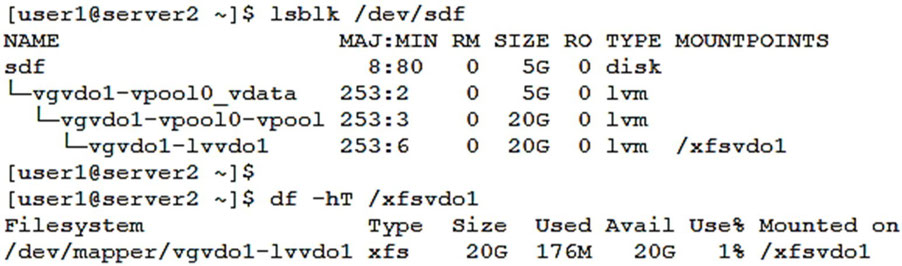 [user1@server2 ~]$ lsblk /dev/sdf
NAME                     MAJ:MIN RM SIZE RO TYPE MOUNTPOINTS
sdf                        8:80   0   5G  0 disk
└─vgvdo1-vpool0_vdata    253:2    0   5G  0 lvm
  └─vgvdo1-vpool0-vpool  253:3    0  20G  0 lvm
    └─vgvdo1-lvvdo1      253:6    0  20G  0 lvm  /xfsvdo1
[user1@server2 ~]$
[user1@server2 ~]$ df -hT /xfsvdo1
Filesystem                Type  Size  Used Avail Use% Mounted on
/dev/mapper/vgvdo1-lvvdo1 xfs    20G  176M   20G   1% /xfsvdo1